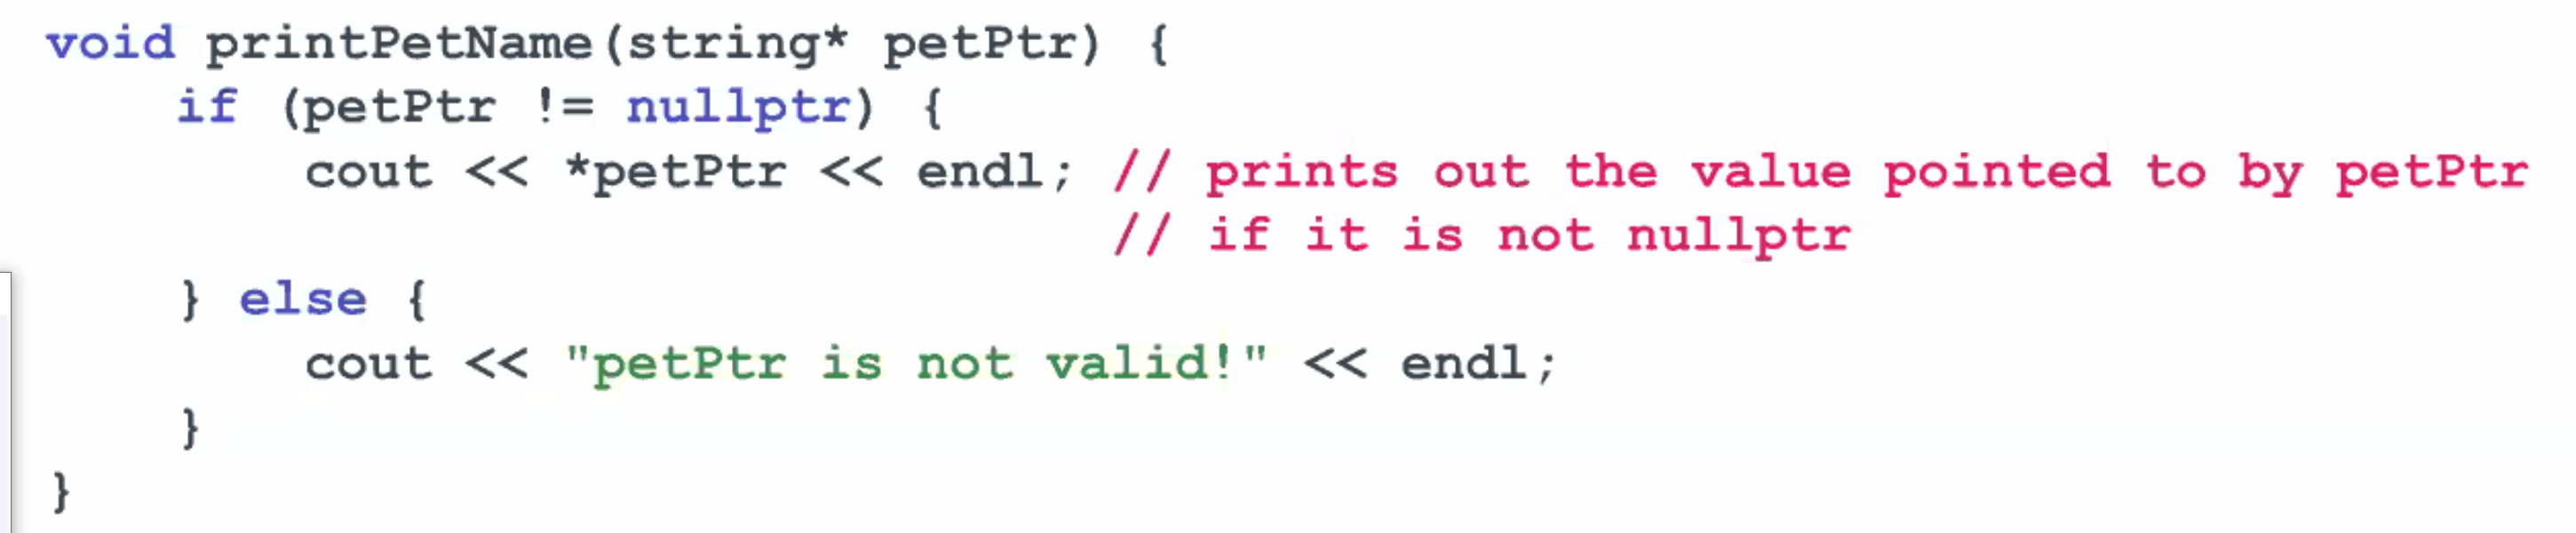 void printPetName(string* petPtr) {
if (petPtr != nullptr) {
cout << *petPtr << endl; // prints out the value pointed to by petPtr
// if it is not nullptr
} else {
cout << "petPtr is not valid!" << endl;
}
}